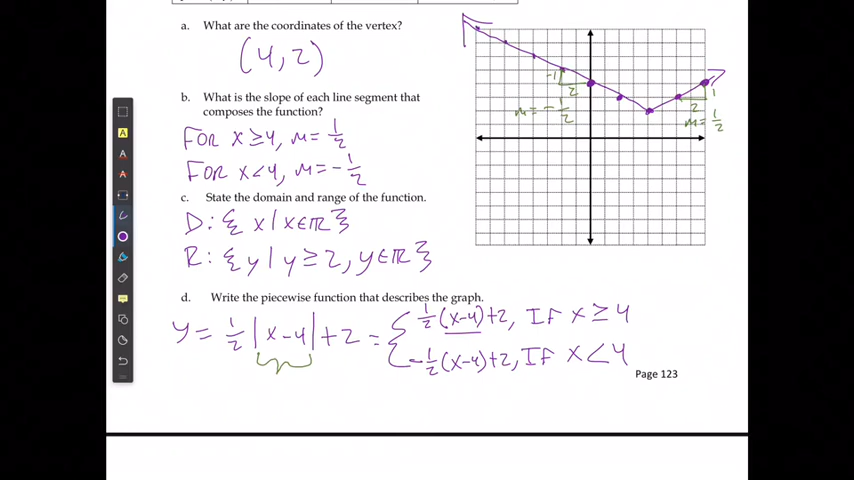 a. What are the coordinates of the vertex?
(4, 2)
b. What is the slope of each line segment that
composes the function?
FOR x ≥ 4, m = 1/2
FOR x < 4, m = -1/2
c. State the domain and range of the function.
D: { x | x ∈ ℝ }
R: { y | y ≥ 2, y ∈ ℝ }
d. Write the piecewise function that describes the graph.
y = 1/2 |x-4| + 2 = { 1/2 (x-4)+2, IF x ≥ 4
-1/2 (x-4)+2, IF x < 4
-1
2
m = -1/2
1
2
m = 1/2
Page 123
A
A
A